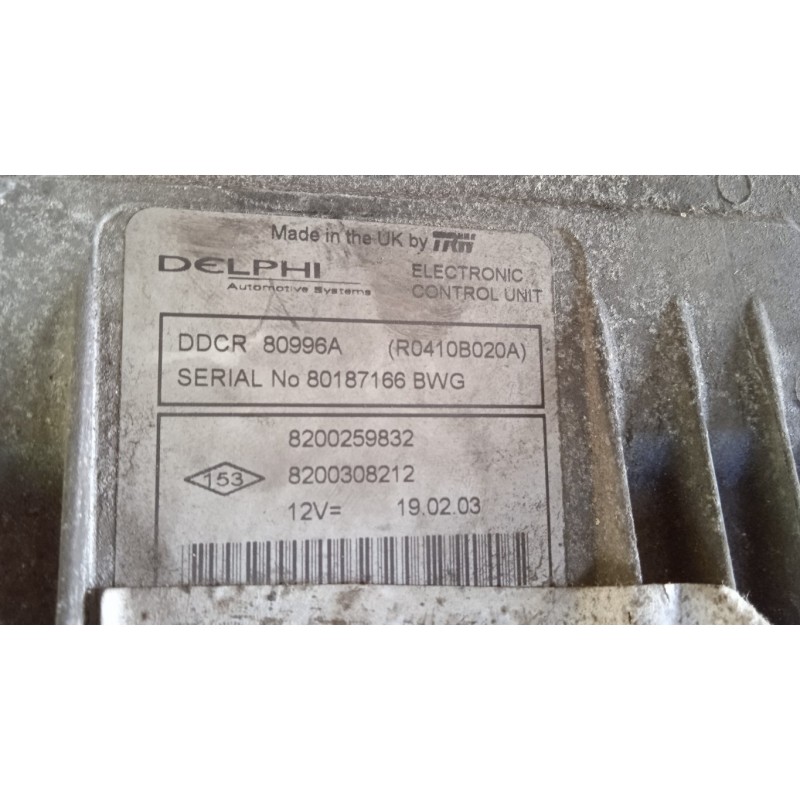 Made in the UK by TRW
DELPHI
Automotive Systems
ELECTRONIC
CONTROL UNIT
DDCR 80996A (R0410B020A)
SERIAL No 80187166 BWG
8200259832
153 8200308212
12V= 19.02.03